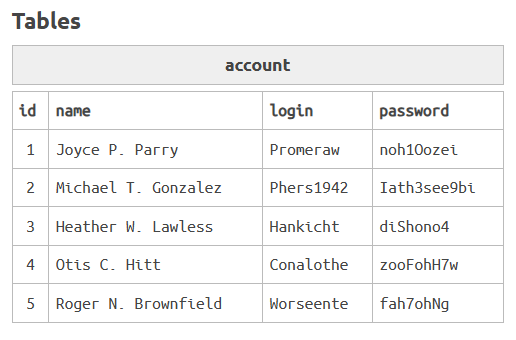 Tables
account
id name login password
1 Joyce P. Parry Promeraw noh1Oozei
2 Michael T. Gonzalez Phers1942 Iath3see9bi
3 Heather W. Lawless Hankicht diShono4
4 Otis C. Hitt Conalothe zooFohH7w
5 Roger N. Brownfield Worseente fah7ohNg